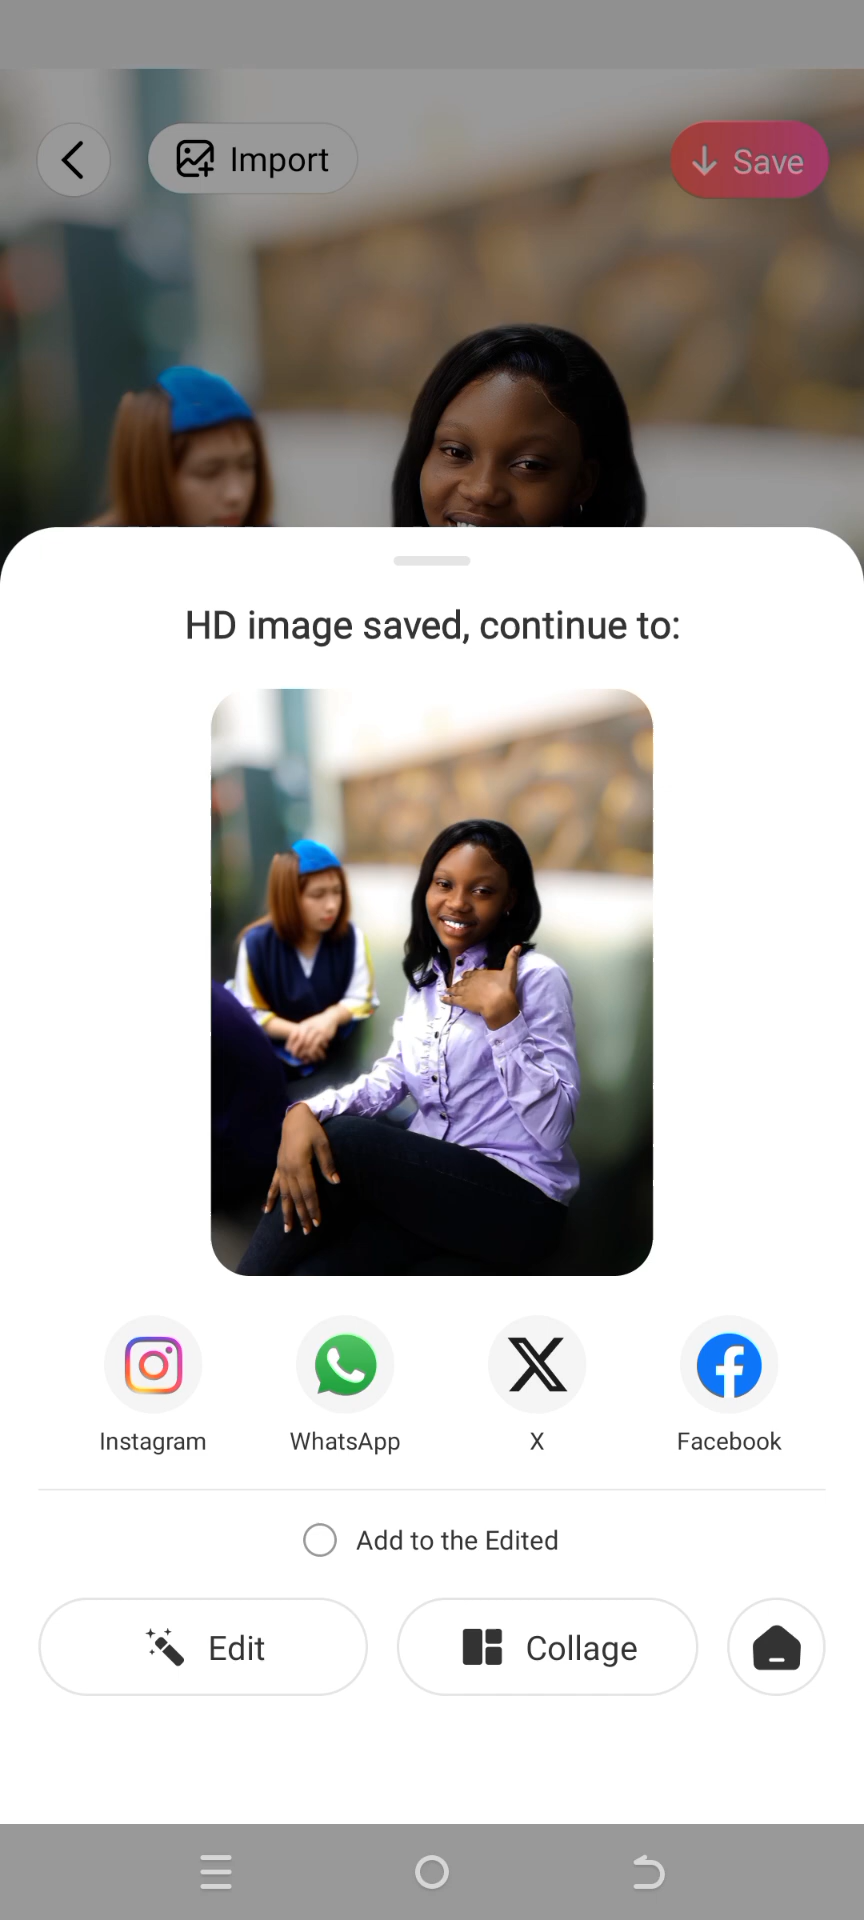 Import
Save
HD image saved, continue to:
Instagram
WhatsApp
X
Facebook
Add to the Edited
Edit
Collage